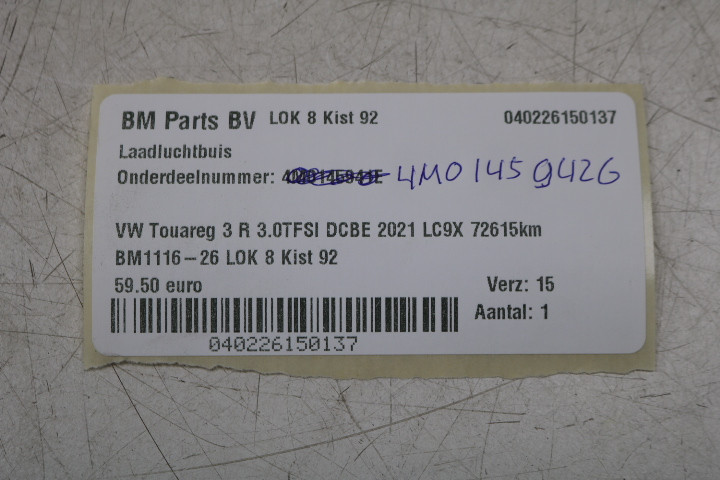 BM Parts BV LOK 8 Kist 92 040226150137
Laadluchtbuis
Onderdeelnummer: 4M0145942G
VW Touareg 3 R 3.0TFSI DCBE 2021 LC9X 72615km
BM1116-26 LOK 8 Kist 92
59.50 euro Verz: 15
Aantal: 1
040226150137